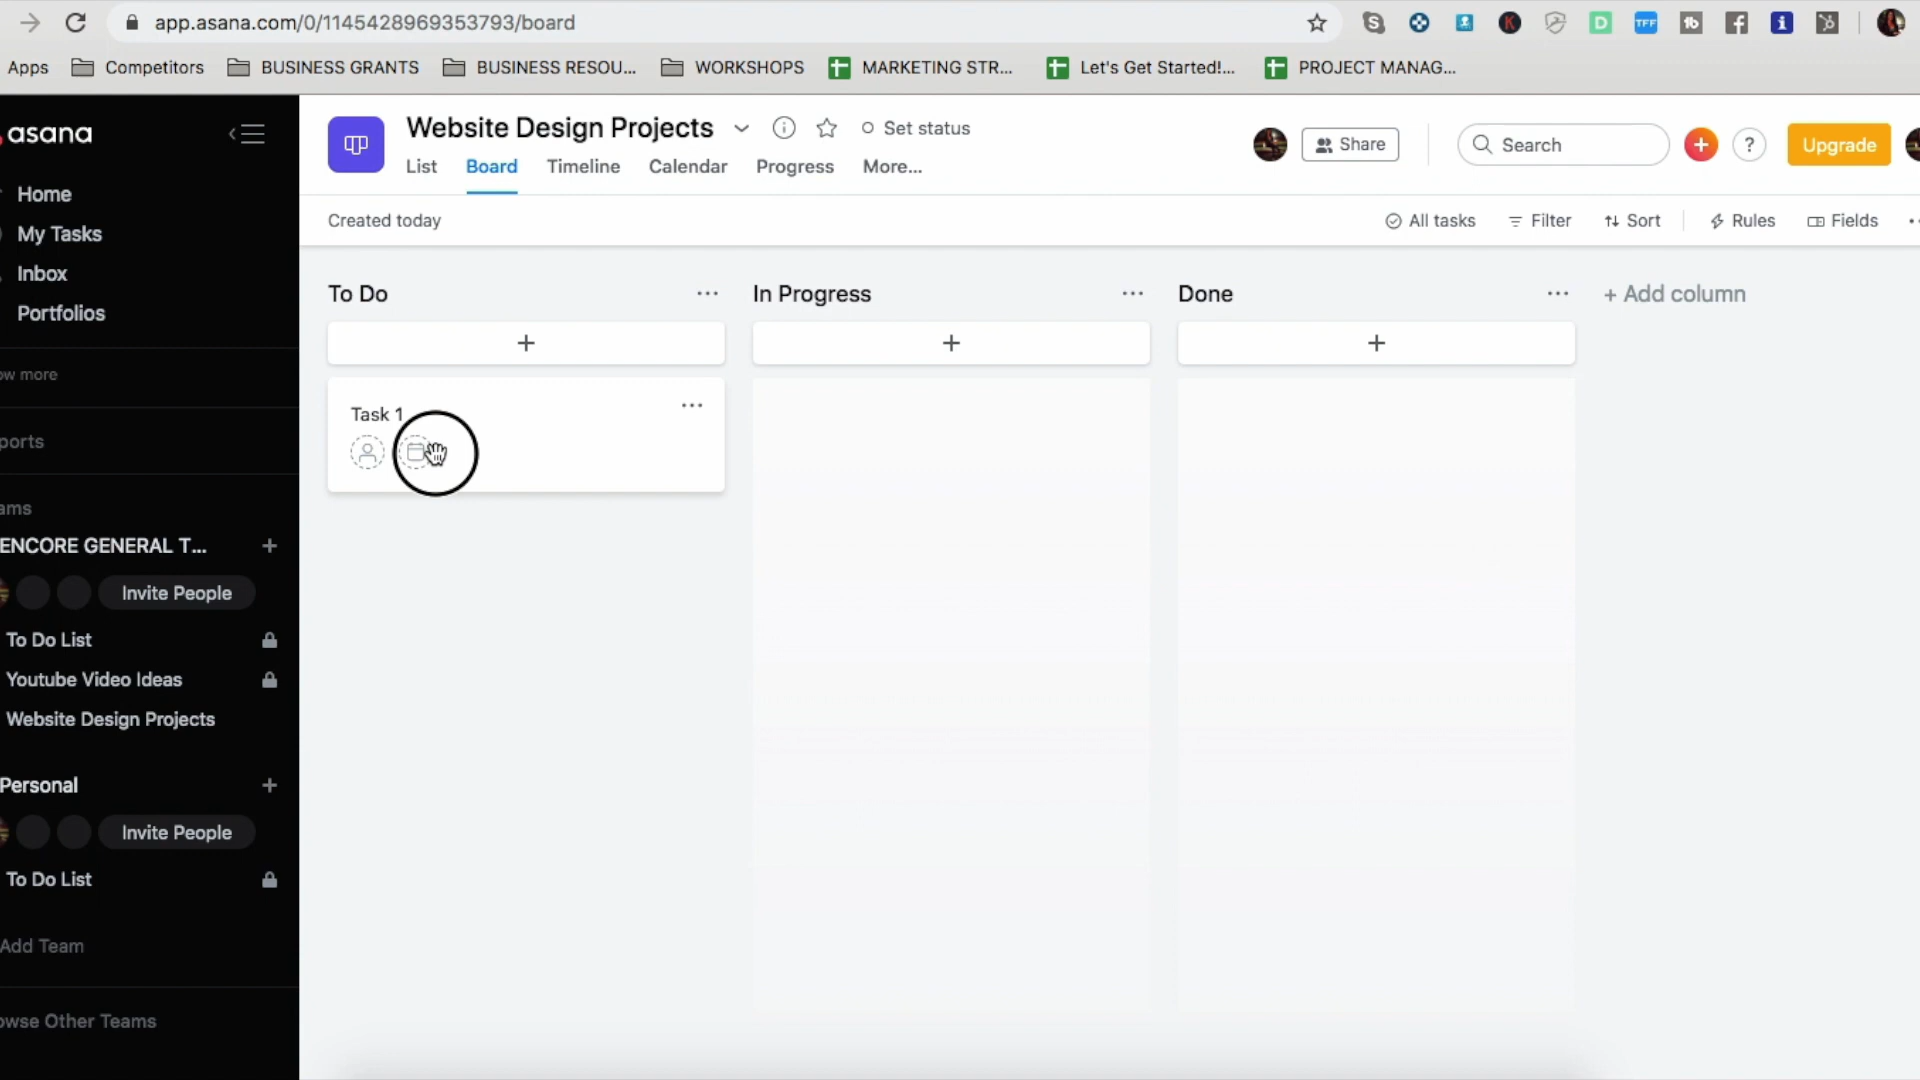 app.asana.com/0/1145428969353793/board
Apps Competitors BUSINESS GRANTS BUSINESS RESOU... WORKSHOPS MARKETING STR... Let's Get Started!... PROJECT MANAG...
asana
Website Design Projects Set status
Share Search + ? Upgrade
List Board Timeline Calendar Progress More...
Home
My Tasks
Inbox
Portfolios
ow more
ports
ams
ENCORE GENERAL T... +
Invite People
To Do List
Youtube Video Ideas
Website Design Projects
Personal +
Invite People
To Do List
Add Team
owse Other Teams
Created today All tasks Filter Sort Rules Fields
To Do ... In Progress ... Done ... + Add column
+ + +
Task 1 ...